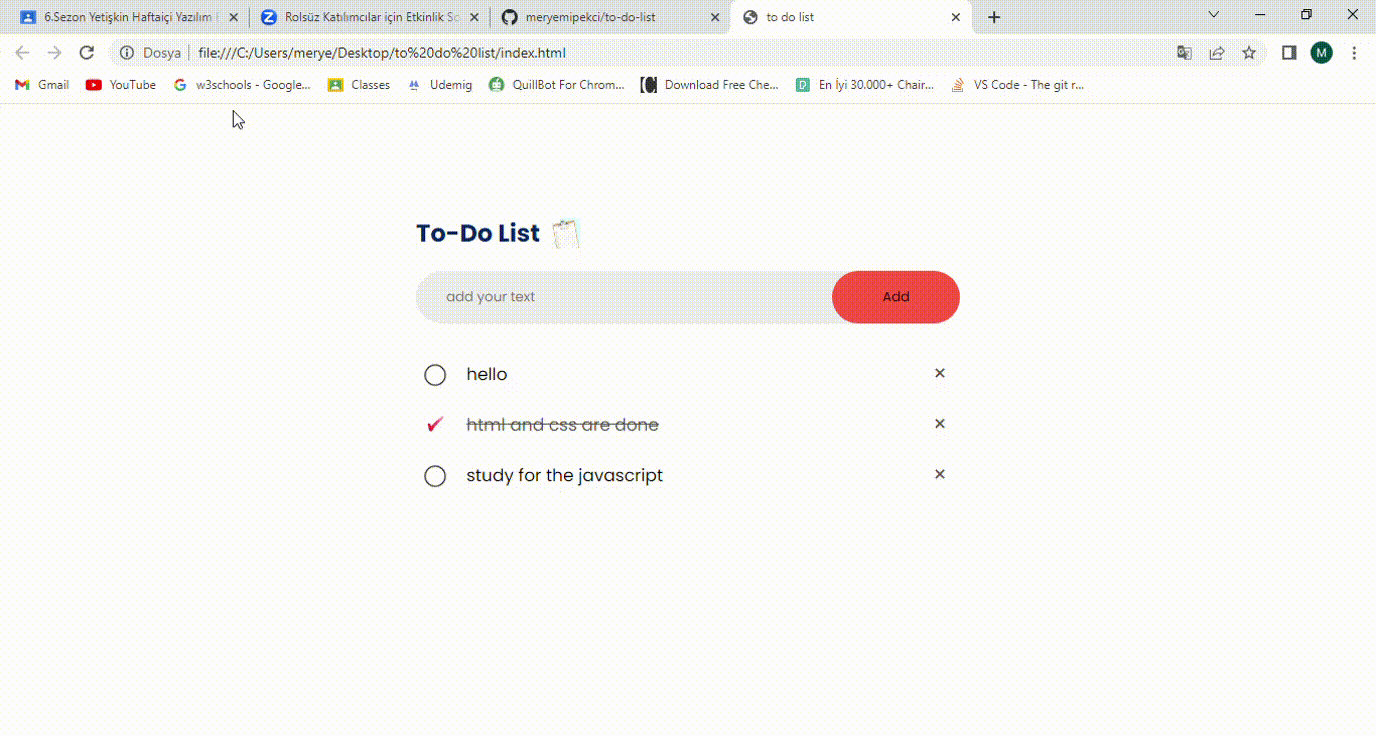 6.Sezon Yetişkin Haftaiçi Yazılım
Rolsüz Katılımcılar için Etkinlik So
meryemipekci/to-do-list
to do list
Dosya
file:///C:/Users/merye/Desktop/to%20do%20list/index.html
M
Gmail
YouTube
w3schools - Google...
Classes
Udemig
QuillBot For Chrom...
Download Free Che...
En İyi 30.000+ Chair...
VS Code - The git r...
To-Do List
add your text
Add
hello
html and css are done
study for the javascript